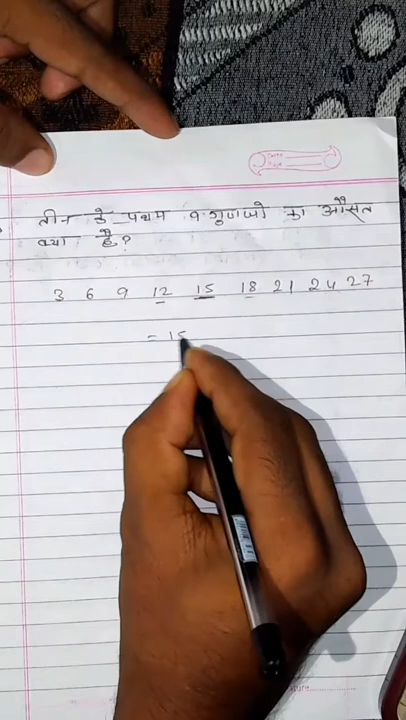 तीन के प्रथम 9 गुणजो का औसत
क्या है?
3 6 9 12 15 18 21 24 27
= 15